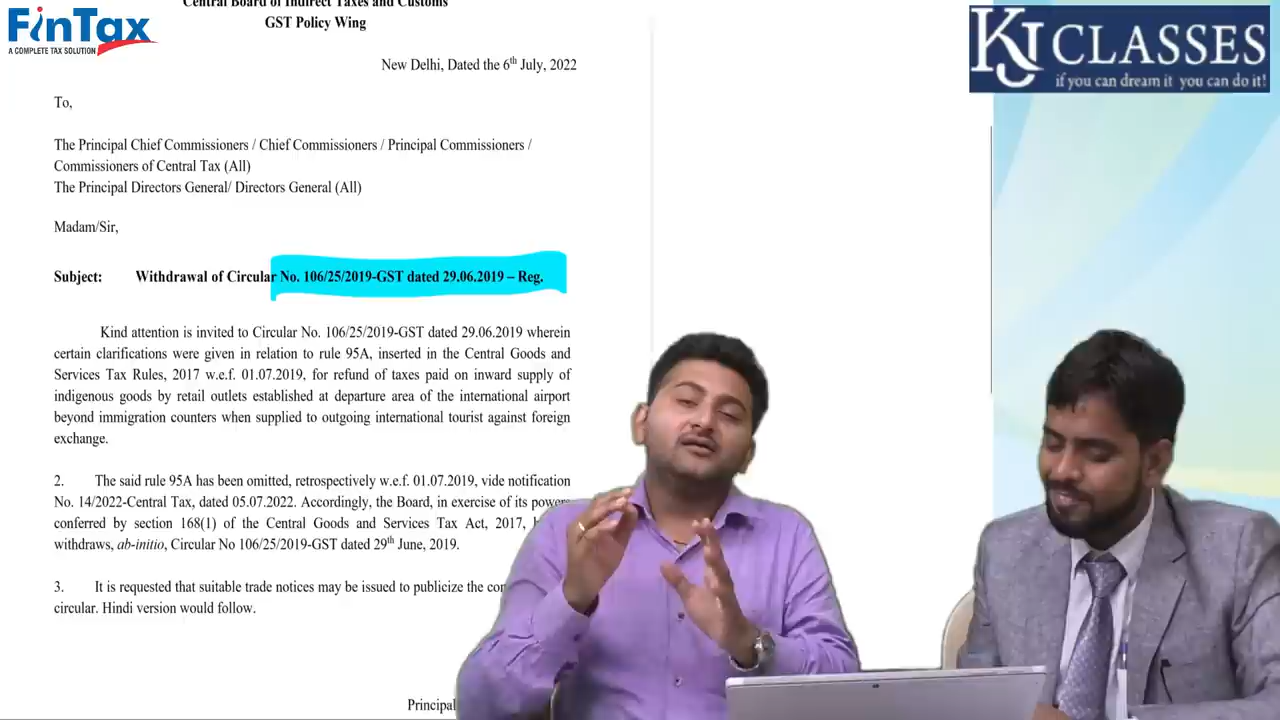 Central Board of Indirect Taxes and Customs
GST Policy Wing
FinTax
A COMPLETE TAX SOLUTION
KJ CLASSES
if you can dream it you can do it!
New Delhi, Dated the 6th July, 2022
To,
The Principal Chief Commissioners / Chief Commissioners / Principal Commissioners /
Commissioners of Central Tax (All)
The Principal Directors General/ Directors General (All)
Madam/Sir,
Subject: Withdrawal of Circular No. 106/25/2019-GST dated 29.06.2019 – Reg.
Kind attention is invited to Circular No. 106/25/2019-GST dated 29.06.2019 wherein
certain clarifications were given in relation to rule 95A, inserted in the Central Goods and
Services Tax Rules, 2017 w.e.f. 01.07.2019, for refund of taxes paid on inward supply of
indigenous goods by retail outlets established at departure area of the international airport
beyond immigration counters when supplied to outgoing international tourist against foreign
exchange.
2. The said rule 95A has been omitted, retrospectively w.e.f. 01.07.2019, vide notification
No. 14/2022-Central Tax, dated 05.07.2022. Accordingly, the Board, in exercise of its powers
conferred by section 168(1) of the Central Goods and Services Tax Act, 2017,
withdraws, ab-initio, Circular No 106/25/2019-GST dated 29th June, 2019.
3. It is requested that suitable trade notices may be issued to publicize the
circular. Hindi version would follow.
Principal